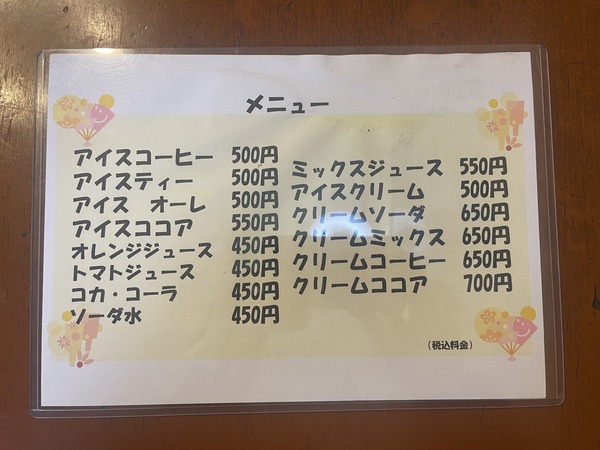 メニュー
アイスコーヒー 500円
アイスティー 500円
アイス オーレ 500円
アイスココア 550円
オレンジジュース 450円
トマトジュース 450円
コカ・コーラ 450円
ソーダ水 450円
ミックスジュース 550円
アイスクリーム 500円
クリームソーダ 650円
クリームミックス 650円
クリームコーヒー 650円
クリームココア 700円
(税込料金)